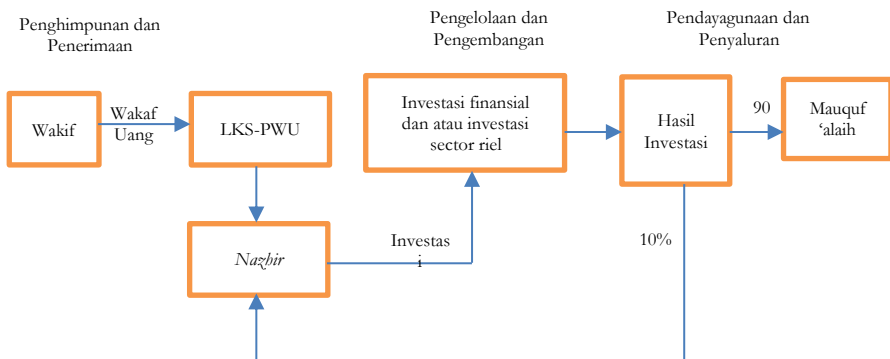 Penghimpunan dan
Penerimaan
Pengelolaan dan
Pengembangan
Pendayagunaan dan
Penyaluran
Wakif
Wakaf
Uang
LKS-PWU
Investasi finansial
dan atau investasi
sector riel
Hasil
Investasi
90
Mauquf
‘alaih
Nazhir
Investas
i
10%